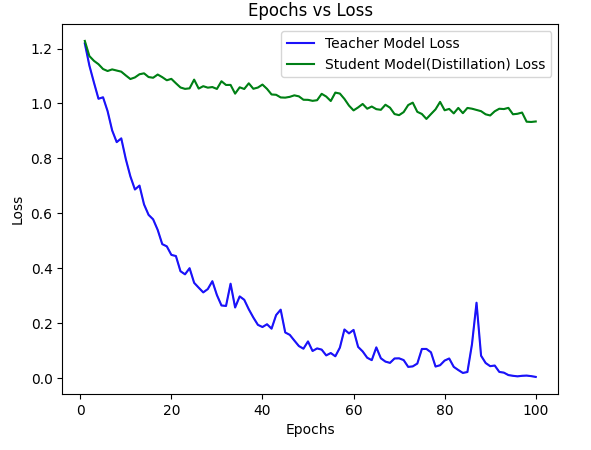 Epochs vs Loss
Teacher Model Loss
Student Model(Distillation) Loss
1.2
1.0
0.8
0.6
0.4
0.2
0.0
Loss
0 20 40 60 80 100
Epochs